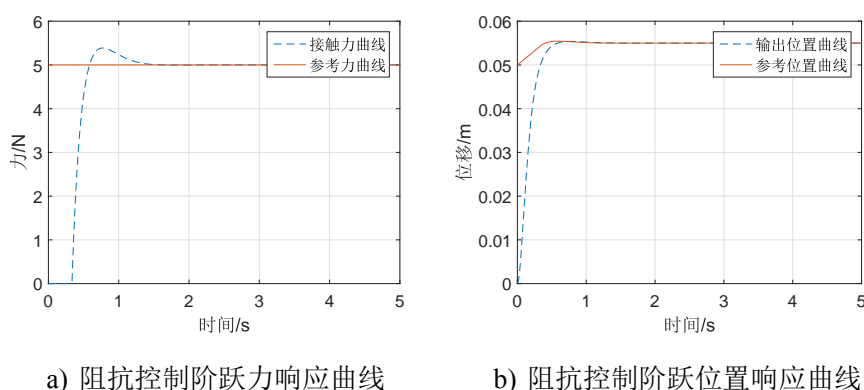 6
5
4
3
2
1
0
力/N
0 1 2 3 4 5
时间/s
接触力曲线
参考力曲线
a) 阻抗控制阶跃力响应曲线
0.06
0.05
0.04
0.03
0.02
0.01
0
位移/m
0 1 2 3 4 5
时间/s
输出位置曲线
参考位置曲线
b) 阻抗控制阶跃位置响应曲线